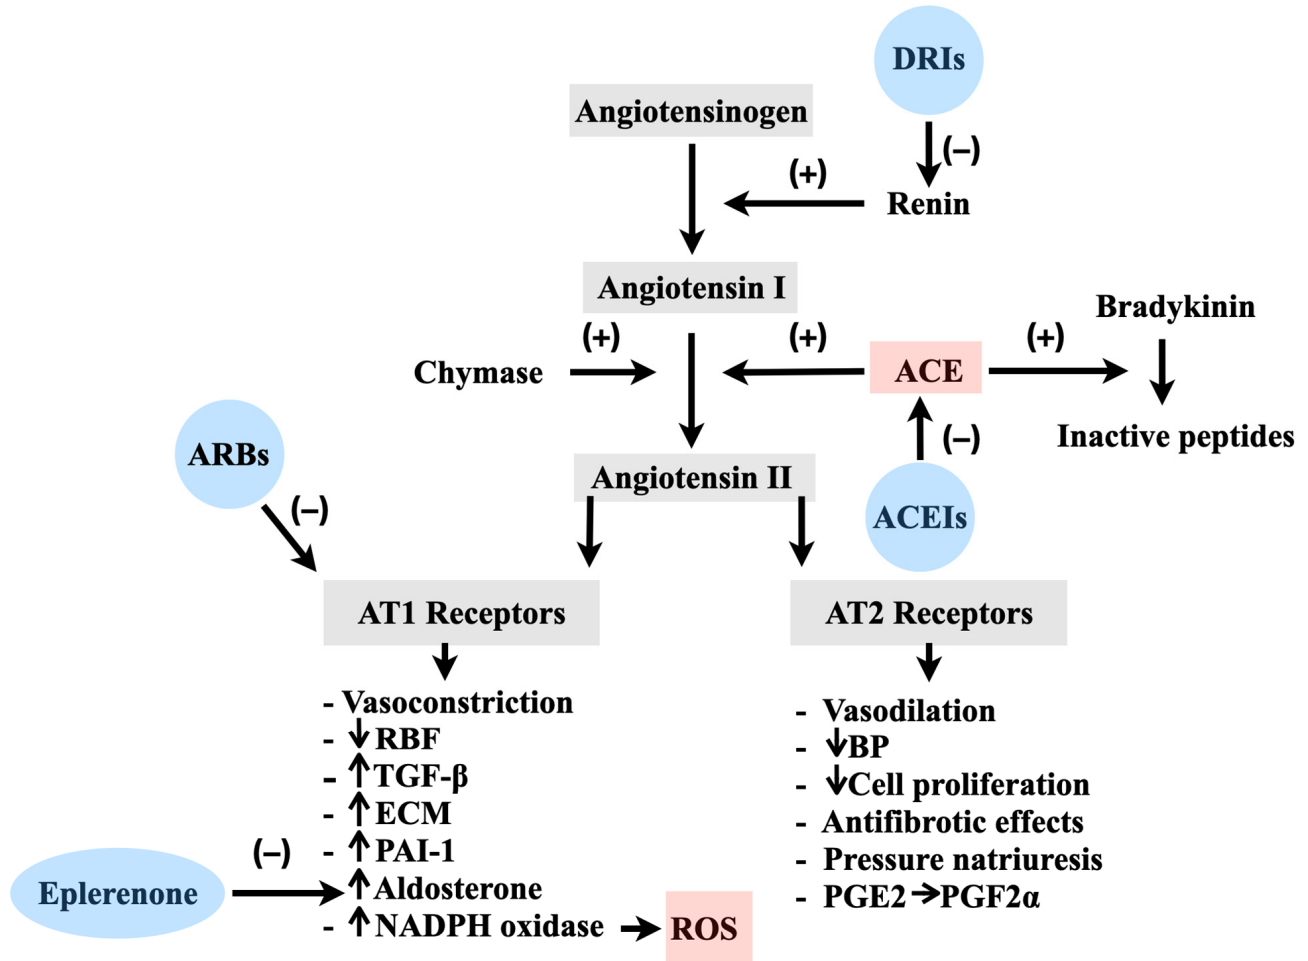 DRIs
Angiotensinogen
(–)
(+)
Renin
Angiotensin I
Bradykinin
(+)
(+)
(+)
Chymase
ACE
ARBs
(–)
Inactive peptides
Angiotensin II
(–)
ACEIs
AT1 Receptors
AT2 Receptors
- Vasoconstriction
- ↓RBF
- ↑TGF-β
- ↑ECM
- ↑PAI-1
↑Aldosterone
- ↑NADPH oxidase → ROS
(–)
Eplerenone
- Vasodilation
- ↓BP
- ↓Cell proliferation
- Antifibrotic effects
- Pressure natriuresis
- PGE2 →PGF2α